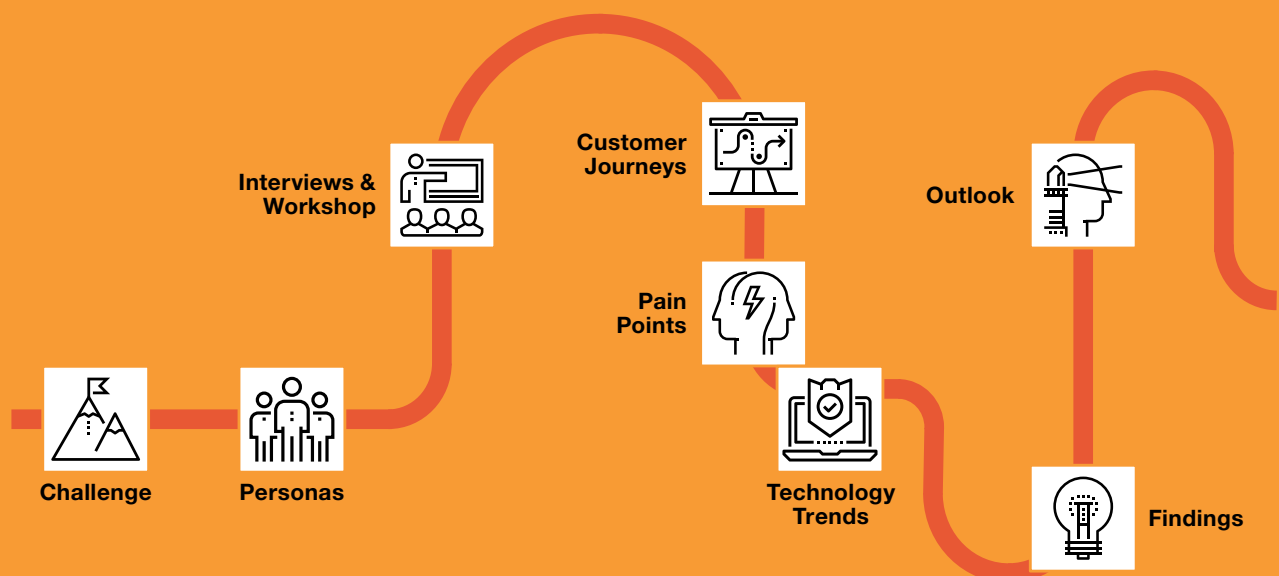 Challenge
Personas
Interviews &
Workshop
Customer
Journeys
Pain
Points
Technology
Trends
Findings
Outlook